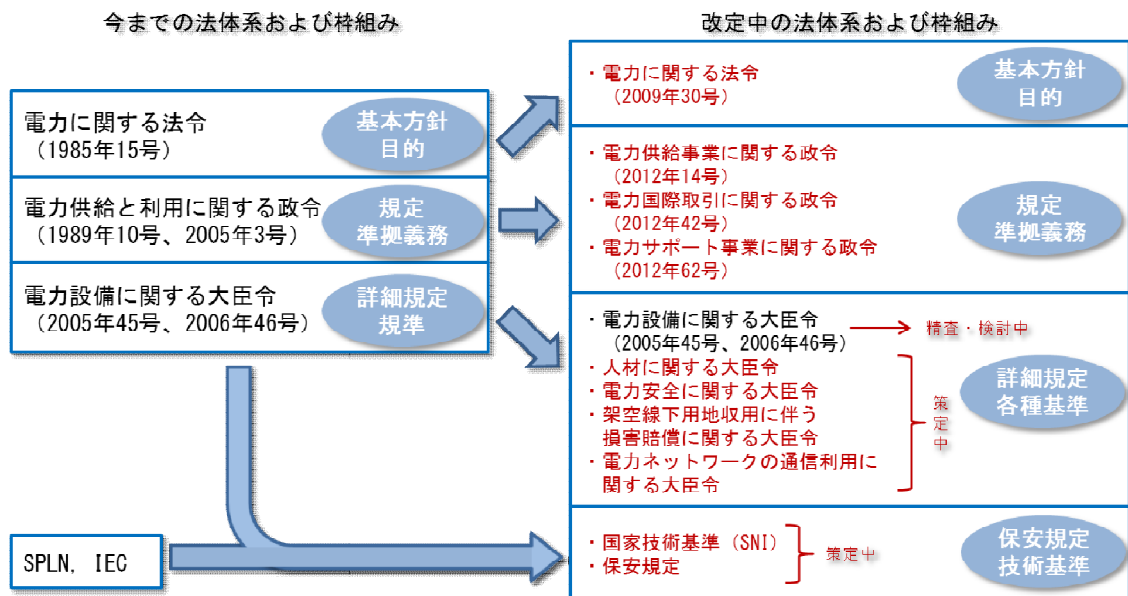 今までの法体系および枠組み
電力に関する法令
（1985年15号）
基本方針
目的
電力供給と利用に関する政令
（1989年10号、2005年3号）
規定
準拠義務
電力設備に関する大臣令
（2005年45号、2006年46号）
詳細規定
規準
SPLN, IEC
改定中の法体系および枠組み
・電力に関する法令
（2009年30号）
基本方針
目的
・電力供給事業に関する政令
（2012年14号）
・電力国際取引に関する政令
（2012年42号）
・電力サポート事業に関する政令
（2012年62号）
規定
準拠義務
・電力設備に関する大臣令
（2005年45号、2006年46号）
精査・検討中
・人材に関する大臣令
・電力安全に関する大臣令
・架空線下用地収用に伴う
損害賠償に関する大臣令
・電力ネットワークの通信利用に
関する大臣令
策定中
詳細規定
各種基準
・国家技術基準（SNI）
・保安規定
策定中
保安規定
技術基準